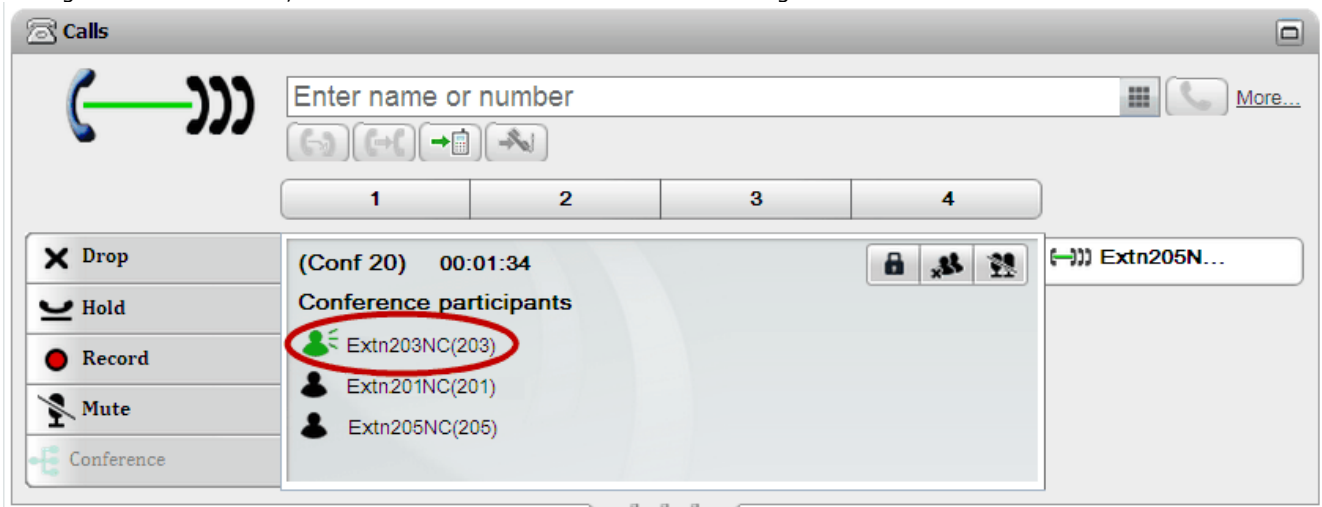 Calls
Enter name or number
More...
1 2 3 4
Drop
Hold
Record
Mute
Conference
(Conf 20) 00:01:34
Conference participants
Extn203NC(203)
Extn201NC(201)
Extn205NC(205)
Extn205N...